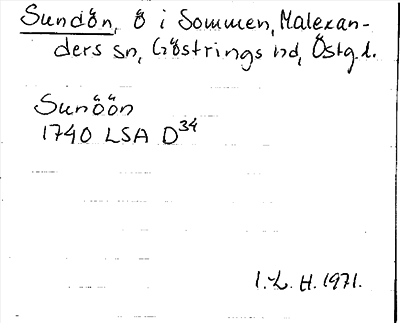 Sundön, ö i Sommen, Malexan-
ders sn, Göstrings hd, Östg.l.
Sunöön
1740 LSA D34
I.-L. H. 1971.